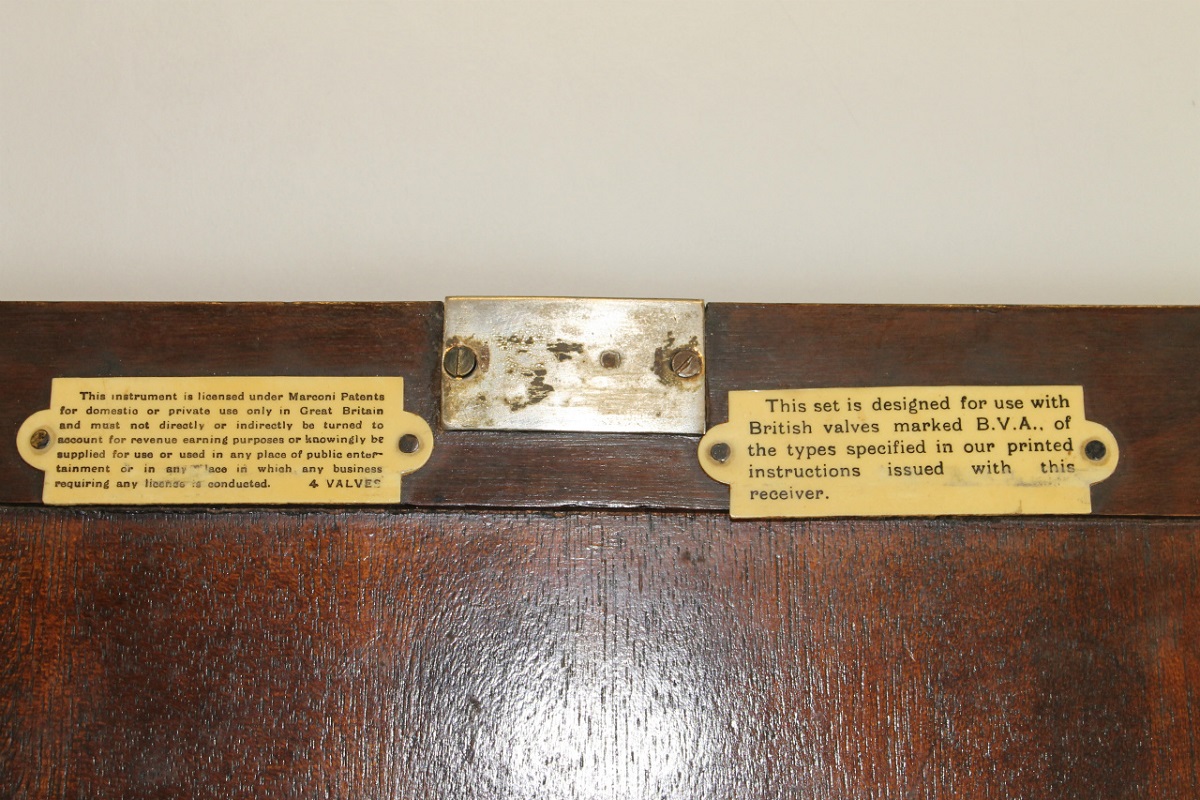 This instrument is licensed under Marconi Patents
for domestic or private use only in Great Britain
and must not directly or indirectly be turned to
account for revenue earning purposes or knowingly be
supplied for use or used in any place of public enter-
tainment or in any place in which any business
requiring any license is conducted. 4 VALVES
This set is designed for use with
British valves marked B.V.A., of
the types specified in our printed
instructions issued with this
receiver.